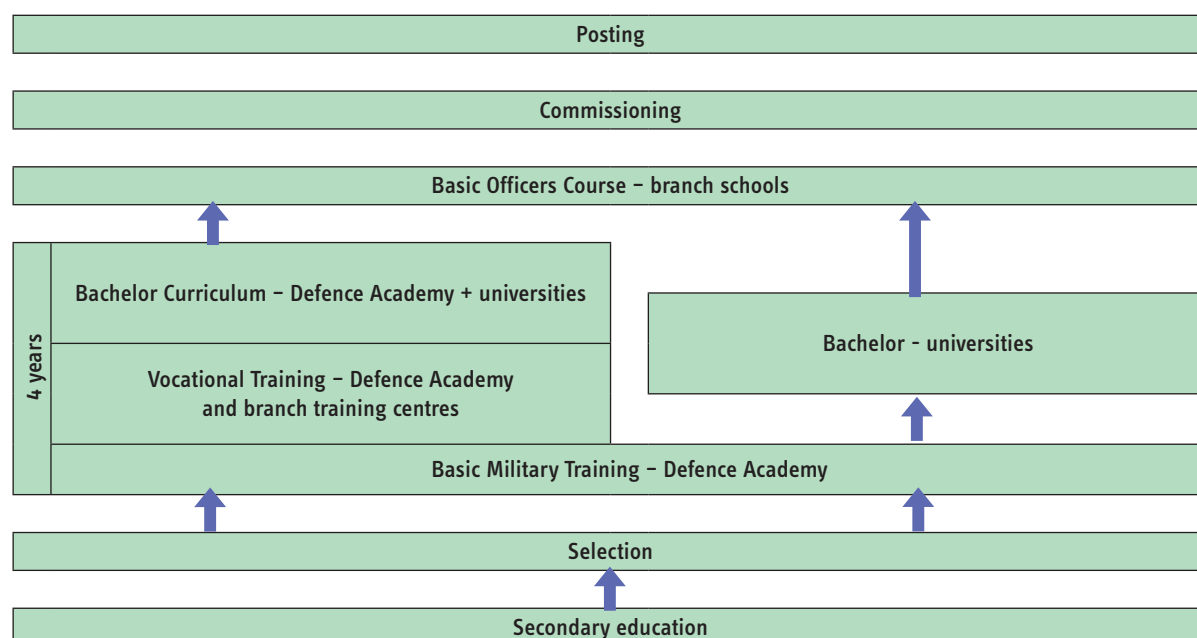 Posting
Commissioning
Basic Officers Course – branch schools
4 years
Bachelor Curriculum – Defence Academy + universities
Bachelor - universities
Vocational Training – Defence Academy
and branch training centres
Basic Military Training – Defence Academy
Selection
Secondary education